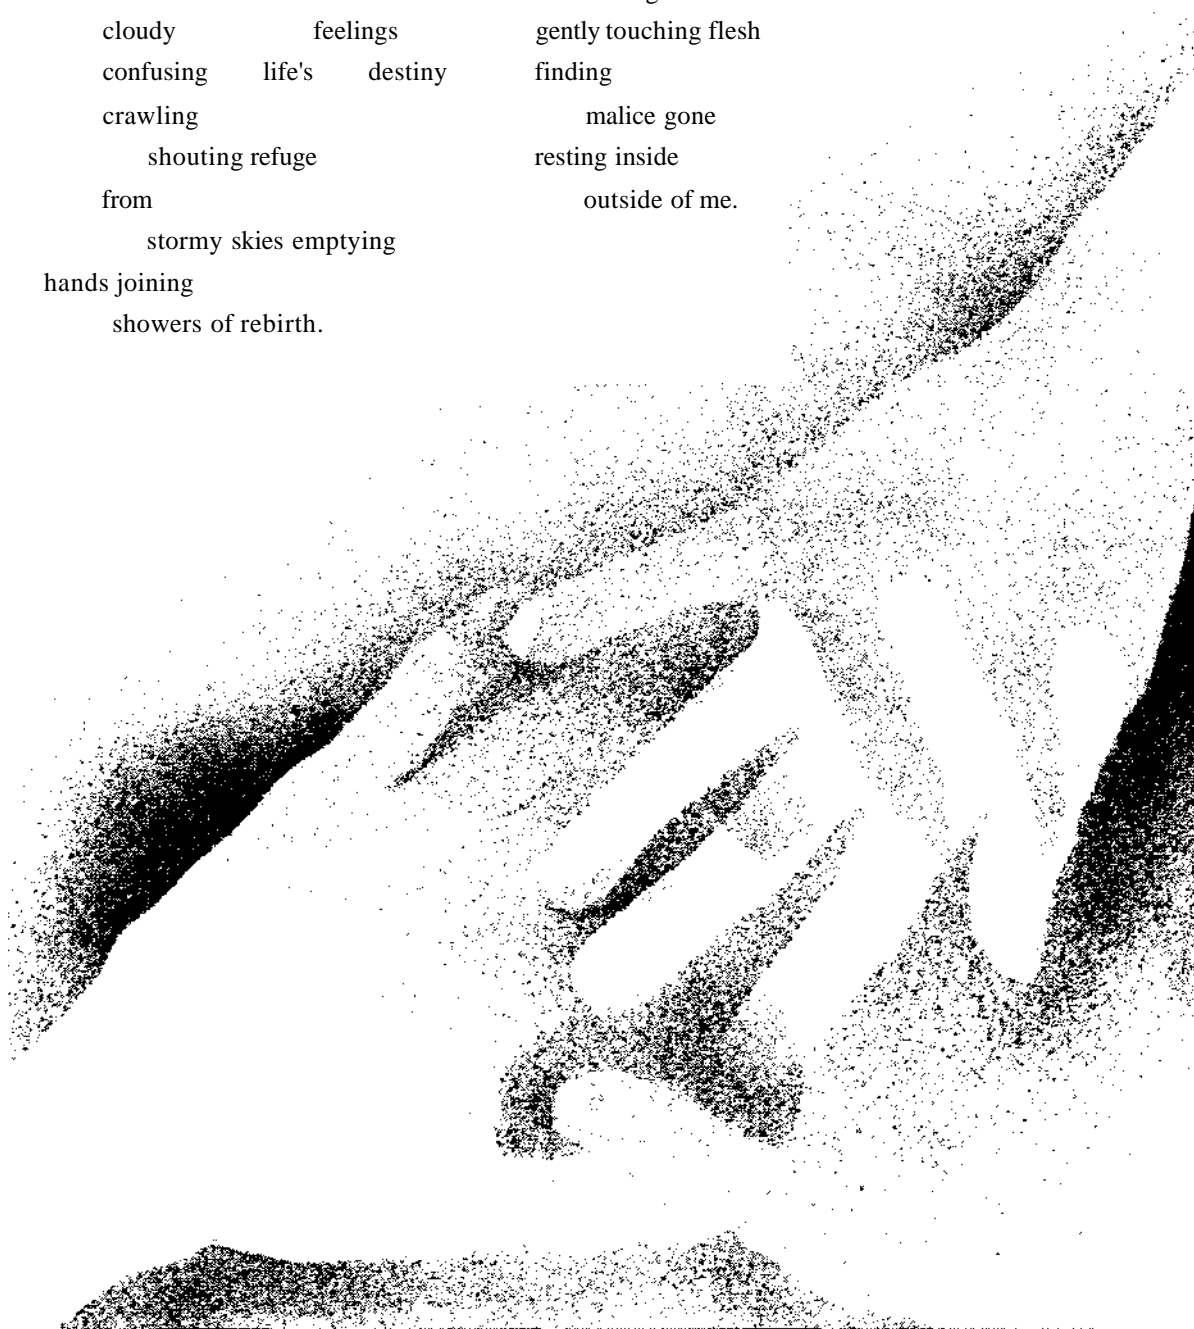 cloudy feelings
confusing life's destiny
crawling
shouting refuge
from
stormy skies emptying
hands joining
showers of rebirth.
gently touching flesh
finding
malice gone
resting inside
outside of me.